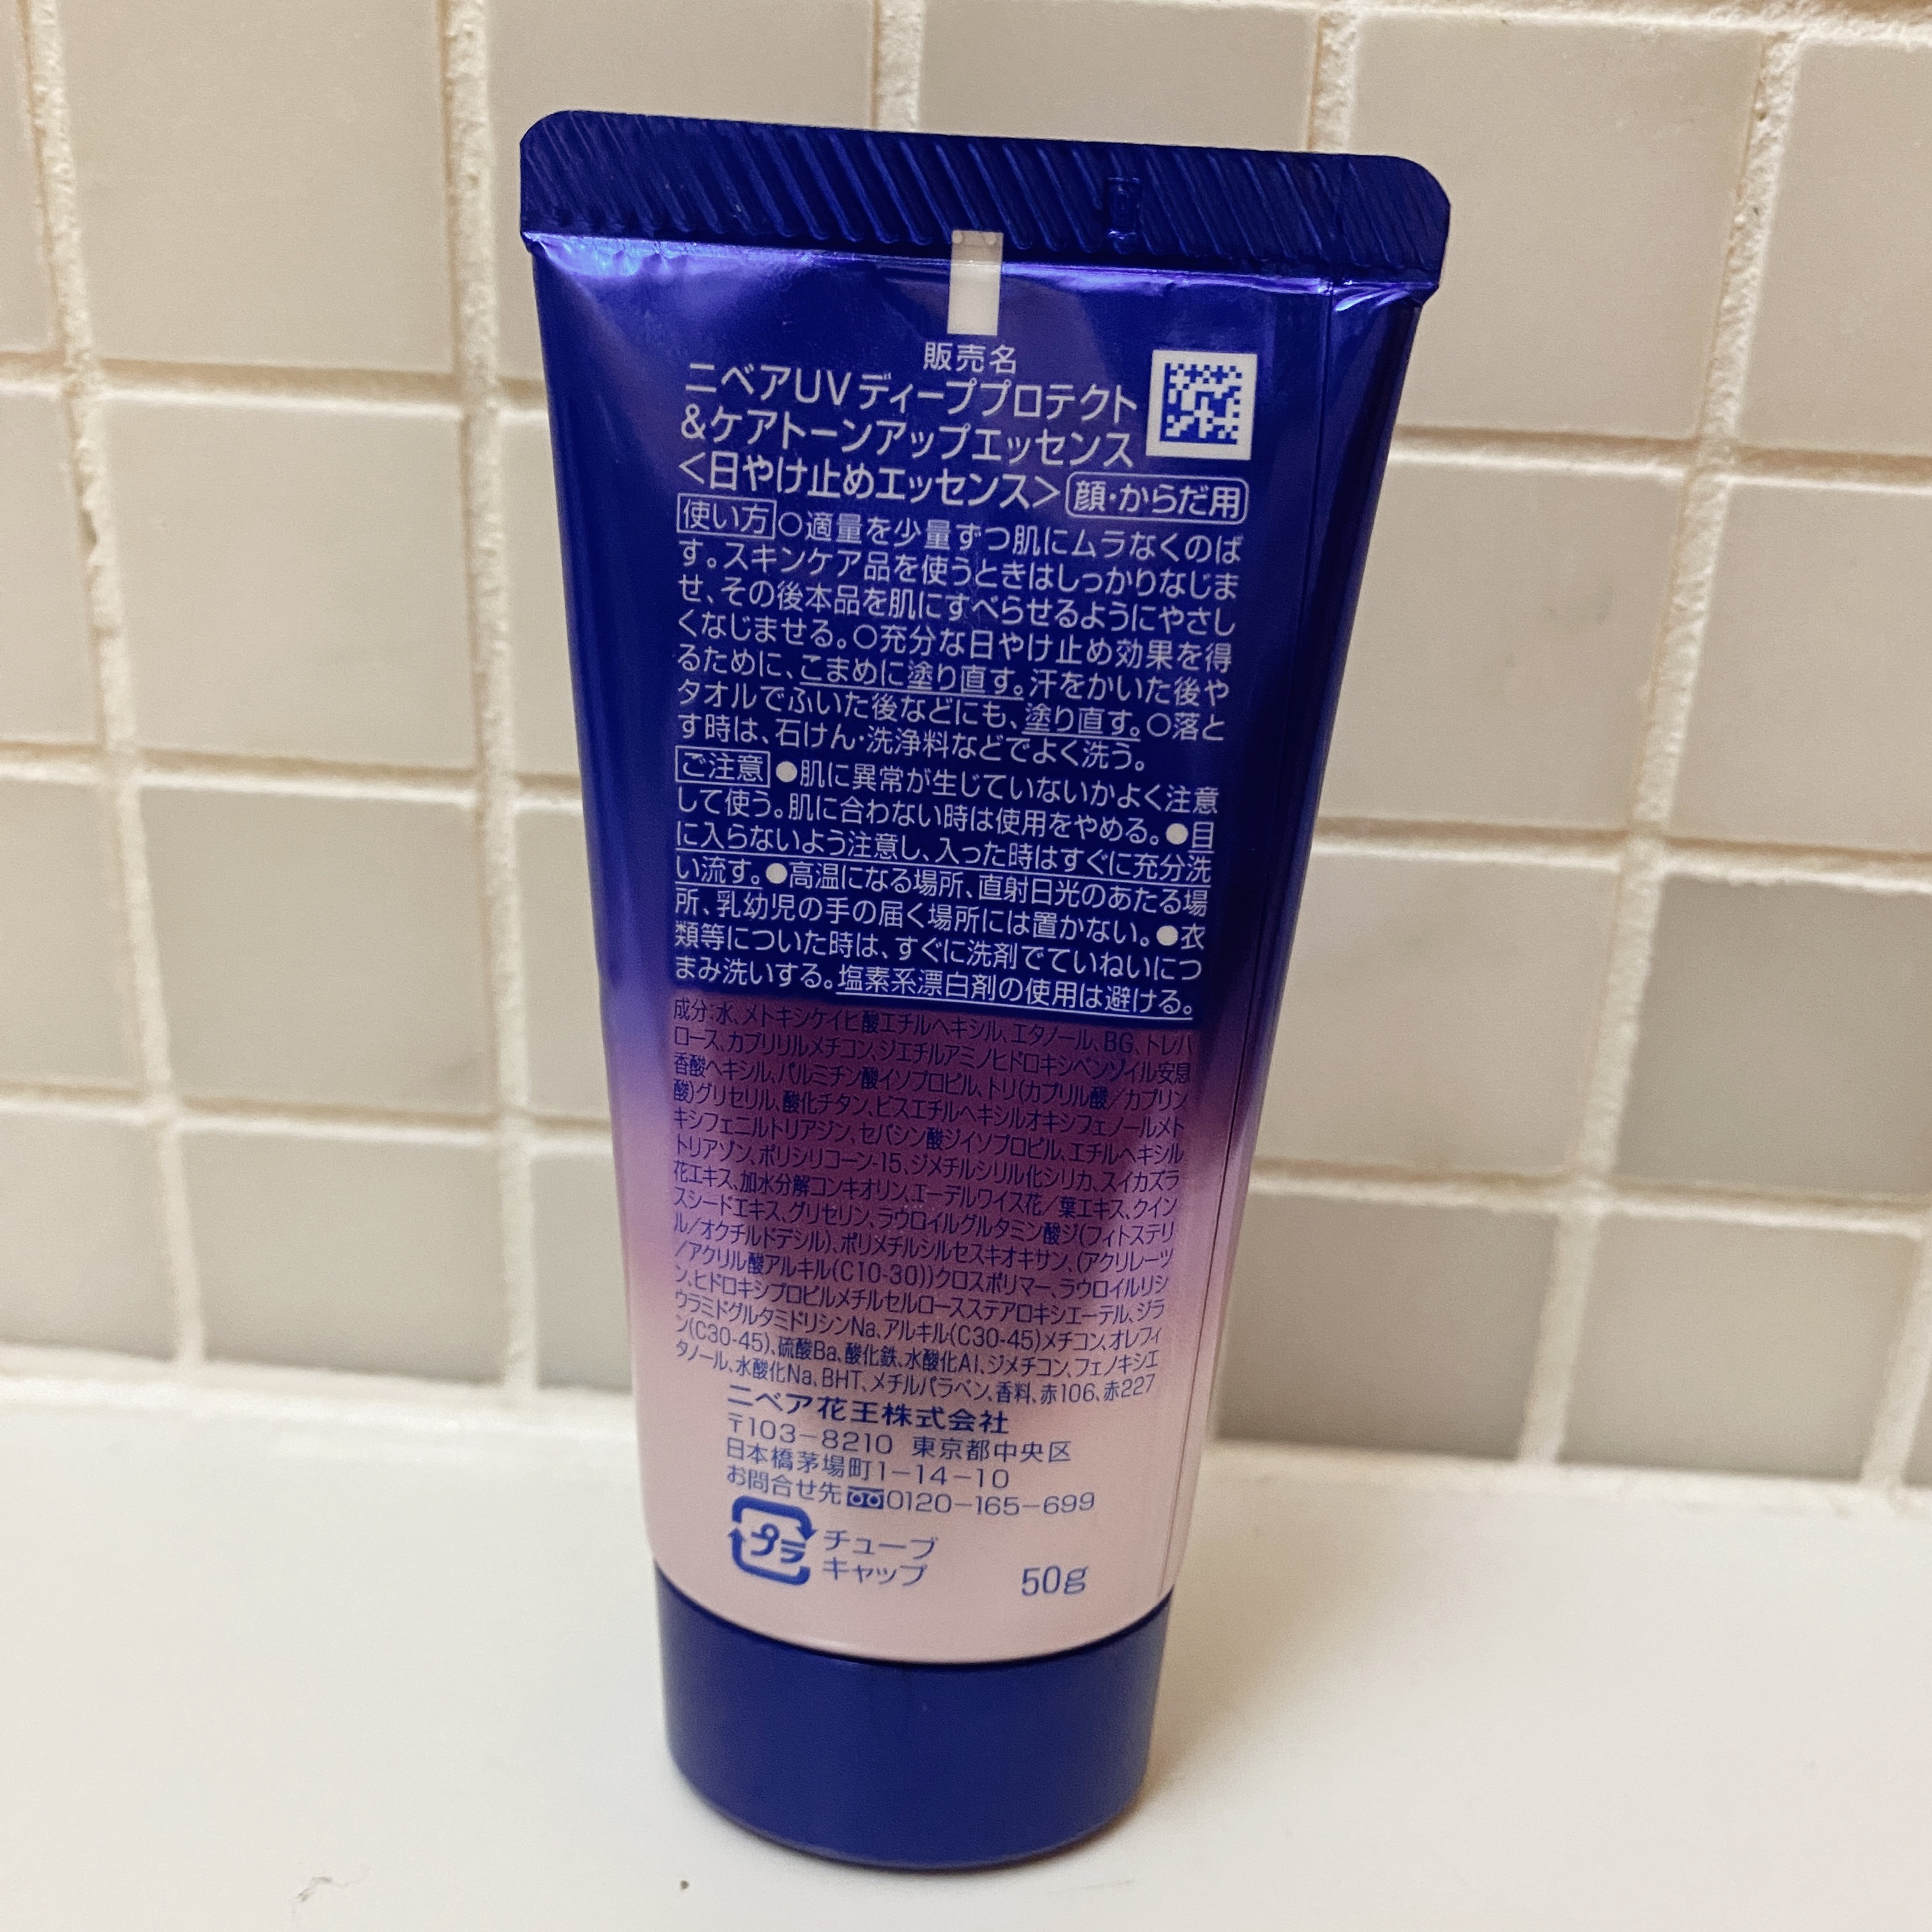 販売名
ニベアUVディーププロテクト
&ケアトーンアップエッセンス
<日やけ止めエッセンス> 顔・からだ用
使い方 ○適量を少量ずつ肌にムラなくのば
す。スキンケア品を使うときはしっかりなじま
せ、その後本品を肌にすべらせるようにやさし
くなじませる。○充分な日やけ止め効果を得
るために、こまめに塗り直す。汗をかいた後や
タオルでふいた後などにも、塗り直す。○落と
す時は、石けん・洗浄料などでよく洗う。
ご注意 ●肌に異常が生じていないかよく注意
して使う。肌に合わない時は使用をやめる。●目
に入らないよう注意し、入った時はすぐに充分洗
い流す。●高温になる場所、直射日光のあたる場
所、乳幼児の手の届く場所には置かない。●衣
類等についた時は、すぐに洗剤でていねいにつ
まみ洗いする。塩素系漂白剤の使用は避ける。
成分:水、メトキシケイヒ酸エチルヘキシル、エタノール、BG、トレハ
ロース、カプリリルメチコン、ジエチルアミノヒドロキシベンゾイル安息
香酸ヘキシル、パルミチン酸イソプロピル、トリ(カプリル酸/カプリン
酸)グリセリル、酸化チタン、ビスエチルヘキシルオキシフェノールメト
キシフェニルトリアジン、セバシン酸ジイソプロピル、エチルヘキシル
トリアゾン、ポリシリコーン-15、ジメチルシリル化シリカ、スイカズラ
花エキス、加水分解コンキオリン、エーデルワイス花/葉エキス、クイン
スシードエキス、グリセリン、ラウロイルグルタミン酸ジ(フィトステリ
ル/オクチルドデシル)、ポリメチルシルセスキオキサン、(アクリレーツ
/アクリル酸アルキル(C10-30))クロスポリマー、ラウロイルリシ
ン、ヒドロキシプロピルメチルセルロースステアロキシエーテル、ジラ
ウラミドグルタミドリシンNa、アルキル(C30-45)メチコン、オレフィ
ン(C30-45)、硫酸Ba、酸化鉄、水酸化Al、ジメチコン、フェノキシエ
タノール、水酸化Na、BHT、メチルパラベン、香料、赤106、赤227
ニベア花王株式会社
〒103-8210 東京都中央区
日本橋茅場町1-14-10
お問合せ先 0120-165-699
プラ チューブ
キャップ
50g